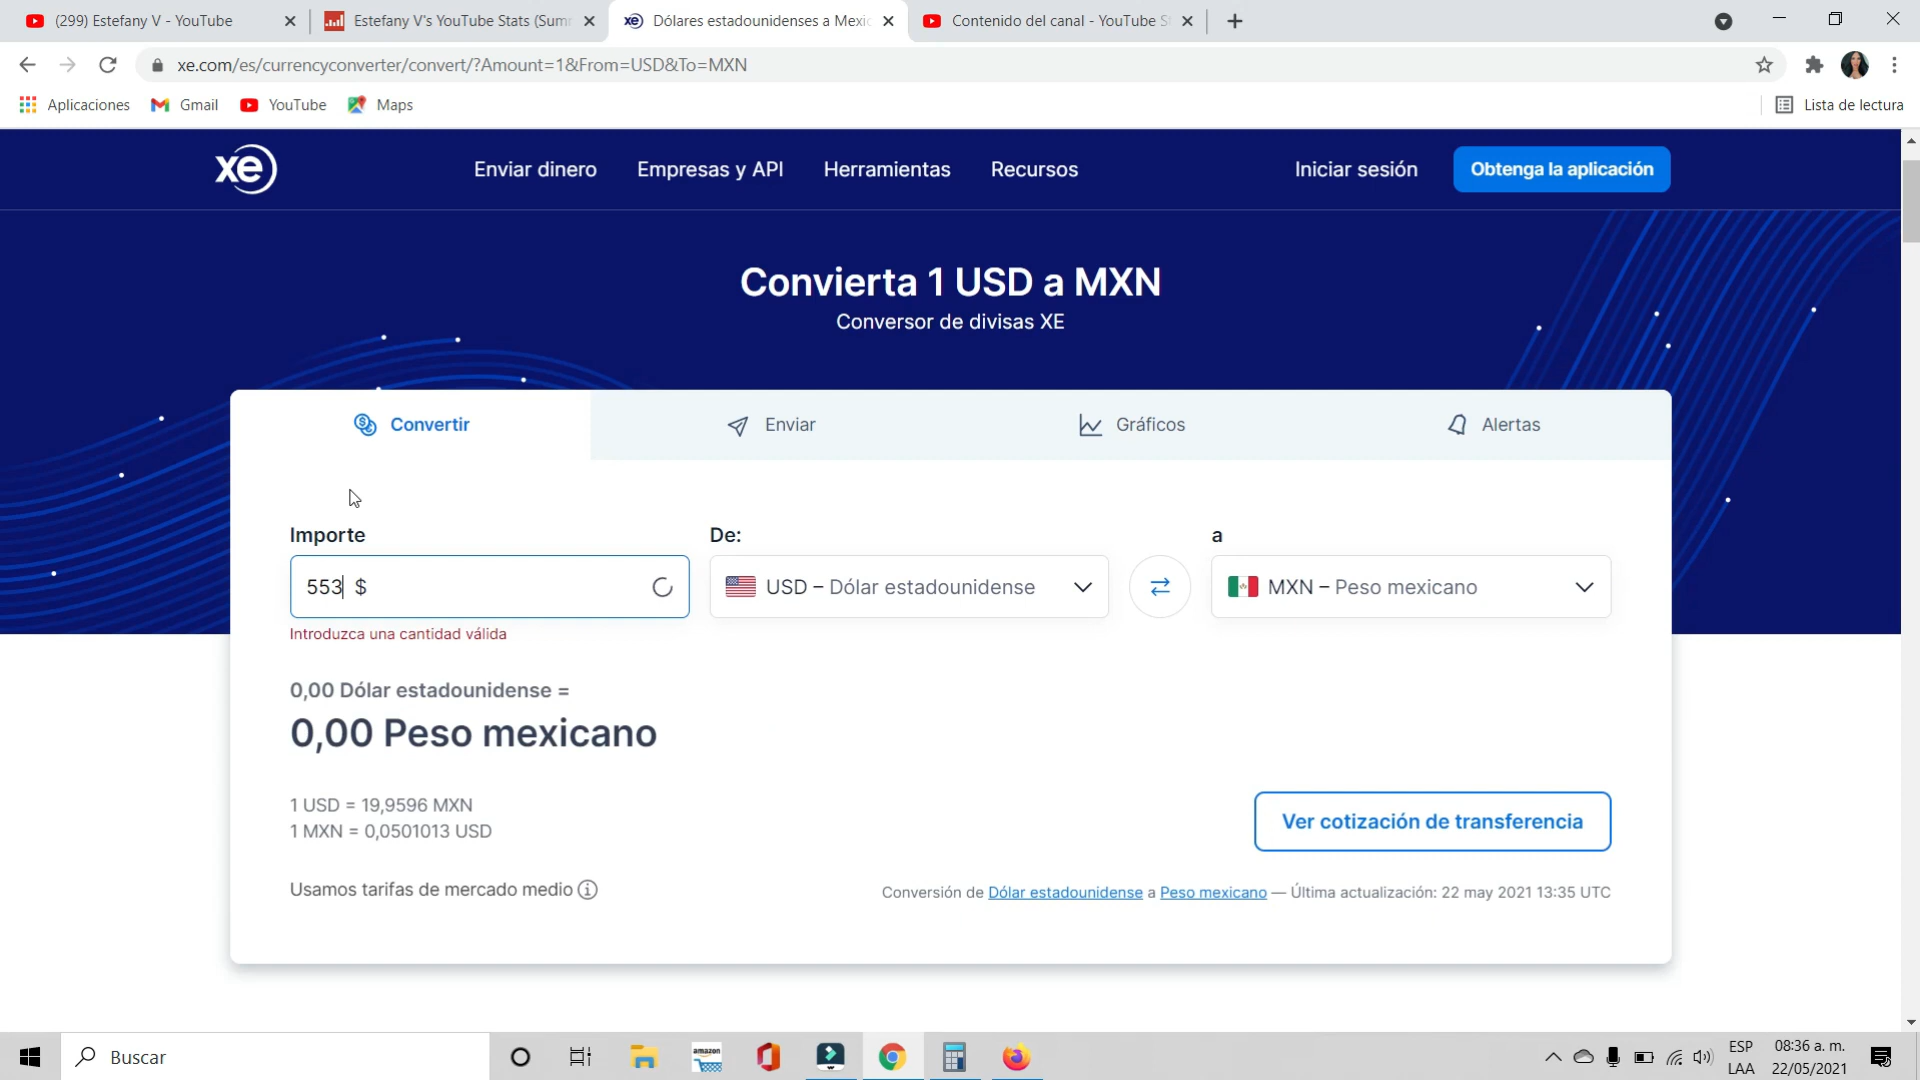 (299) Estefany V - YouTube
Estefany V's YouTube Stats (Sum
Dólares estadounidenses a Mexic
Contenido del canal - YouTube S
xe.com/es/currencyconverter/convert/?Amount=1&From=USD&To=MXN
Aplicaciones
Gmail
YouTube
Maps
Lista de lectura
xe
Enviar dinero
Empresas y API
Herramientas
Recursos
Iniciar sesión
Obtenga la aplicación
Convierta 1 USD a MXN
Conversor de divisas XE
Convertir
Enviar
Gráficos
Alertas
Importe
De:
a
553 $
USD – Dólar estadounidense
MXN – Peso mexicano
Introduzca una cantidad válida
0,00 Dólar estadounidense =
0,00 Peso mexicano
1 USD = 19,9596 MXN
1 MXN = 0,0501013 USD
Ver cotización de transferencia
Usamos tarifas de mercado medio
Conversión de Dólar estadounidense a Peso mexicano — Última actualización: 22 may 2021 13:35 UTC
Buscar
amazon
ESP
LAA
08:36 a. m.
22/05/2021